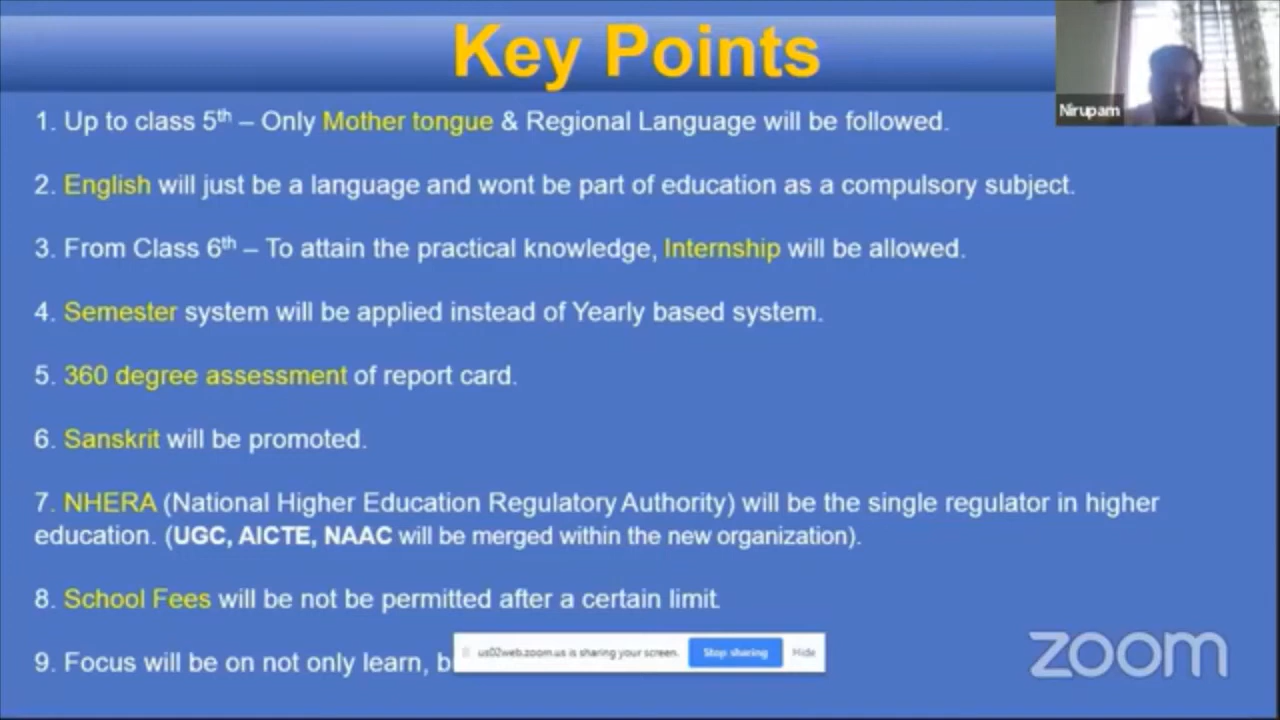 Key Points
Nirupam
1. Up to class 5th – Only Mother tongue & Regional Language will be followed.
2. English will just be a language and wont be part of education as a compulsory subject.
3. From Class 6th – To attain the practical knowledge, Internship will be allowed.
4. Semester system will be applied instead of Yearly based system.
5. 360 degree assessment of report card.
6. Sanskrit will be promoted.
7. NHERA (National Higher Education Regulatory Authority) will be the single regulator in higher
education. (UGC, AICTE, NAAC will be merged within the new organization).
8. School Fees will be not be permitted after a certain limit.
9. Focus will be on not only learn,
us02web.zoom.us is sharing your screen. Stop sharing Hide
zoom